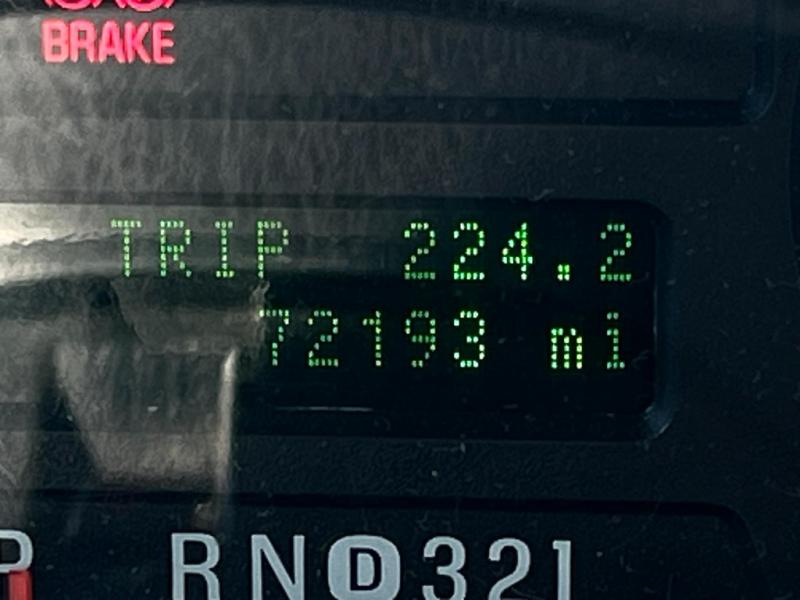 BRAKE
TRIP 224.2
72193 mi
P RND321